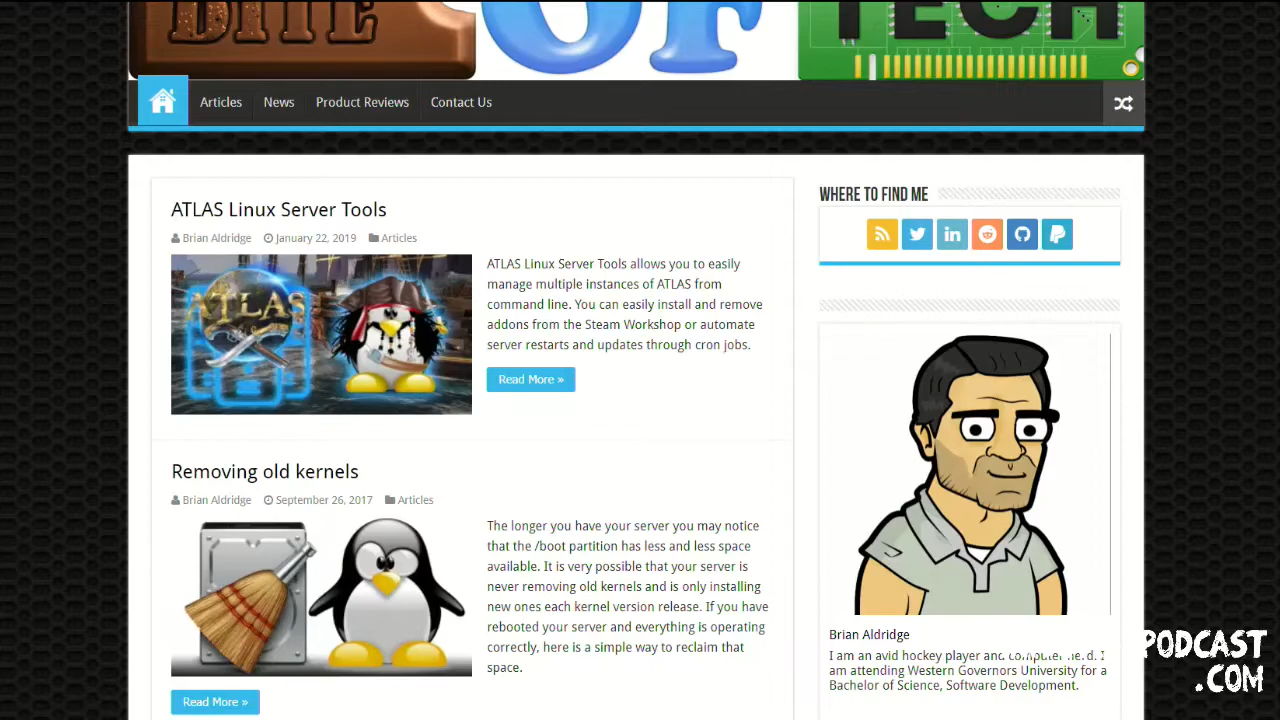 BITE OF TECH
Articles News Product Reviews Contact Us
ATLAS Linux Server Tools
Brian Aldridge January 22, 2019 Articles
ATLAS
ATLAS Linux Server Tools allows you to easily
manage multiple instances of ATLAS from
command line. You can easily install and remove
addons from the Steam Workshop or automate
server restarts and updates through cron jobs.
Read More »
Removing old kernels
Brian Aldridge September 26, 2017 Articles
The longer you have your server you may notice
that the /boot partition has less and less space
available. It is very possible that your server is
never removing old kernels and is only installing
new ones each kernel version release. If you have
rebooted your server and everything is operating
correctly, here is a simple way to reclaim that
space.
Read More »
WHERE TO FIND ME
in
Brian Aldridge
I am an avid hockey player and computer ne.d. I
am attending Western Governors University for a
Bachelor of Science, Software Development.
PODCAST
.COM